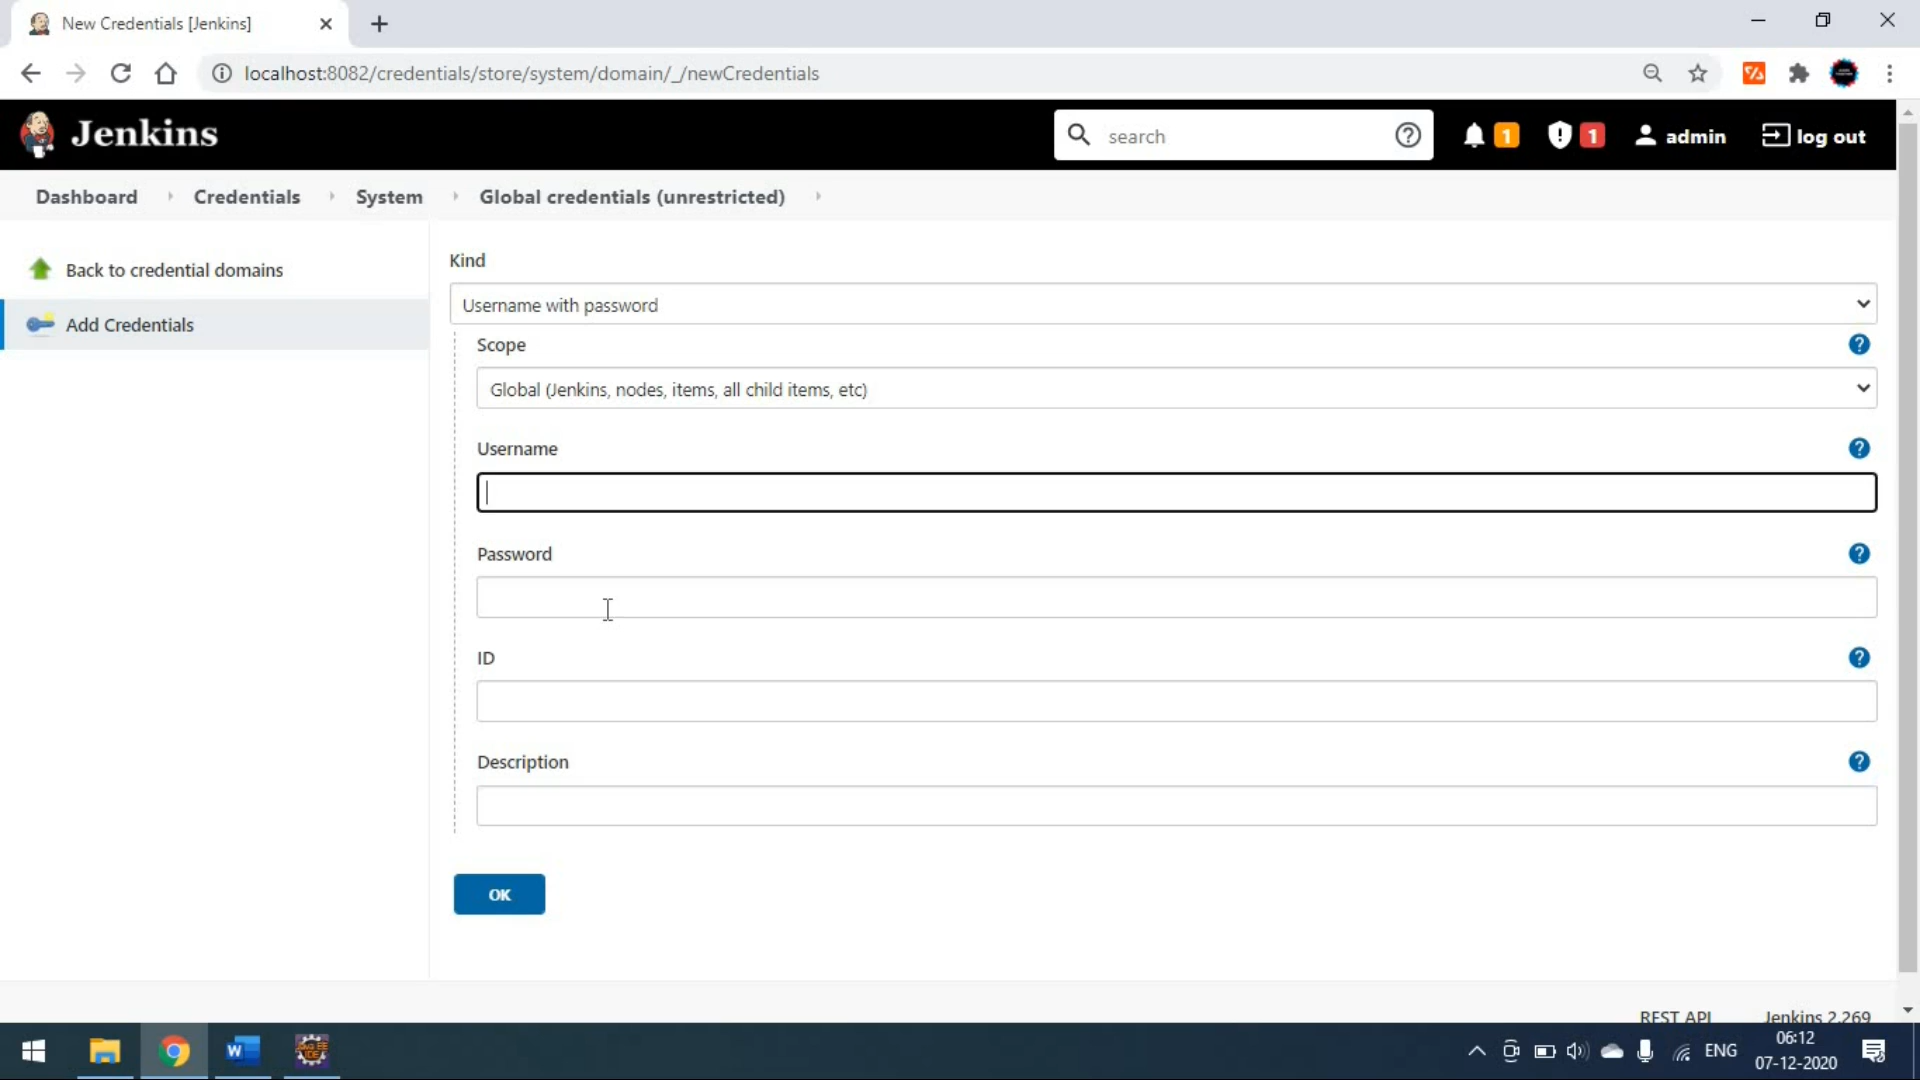 New Credentials [Jenkins]
localhost:8082/credentials/store/system/domain/_/newCredentials
Jenkins
search
1
1
admin
log out
Dashboard
Credentials
System
Global credentials (unrestricted)
Back to credential domains
Add Credentials
Kind
Username with password
Scope
Global (Jenkins, nodes, items, all child items, etc)
Username
Password
ID
Description
OK
REST API
Jenkins 2.269
ENG
06:12
07-12-2020